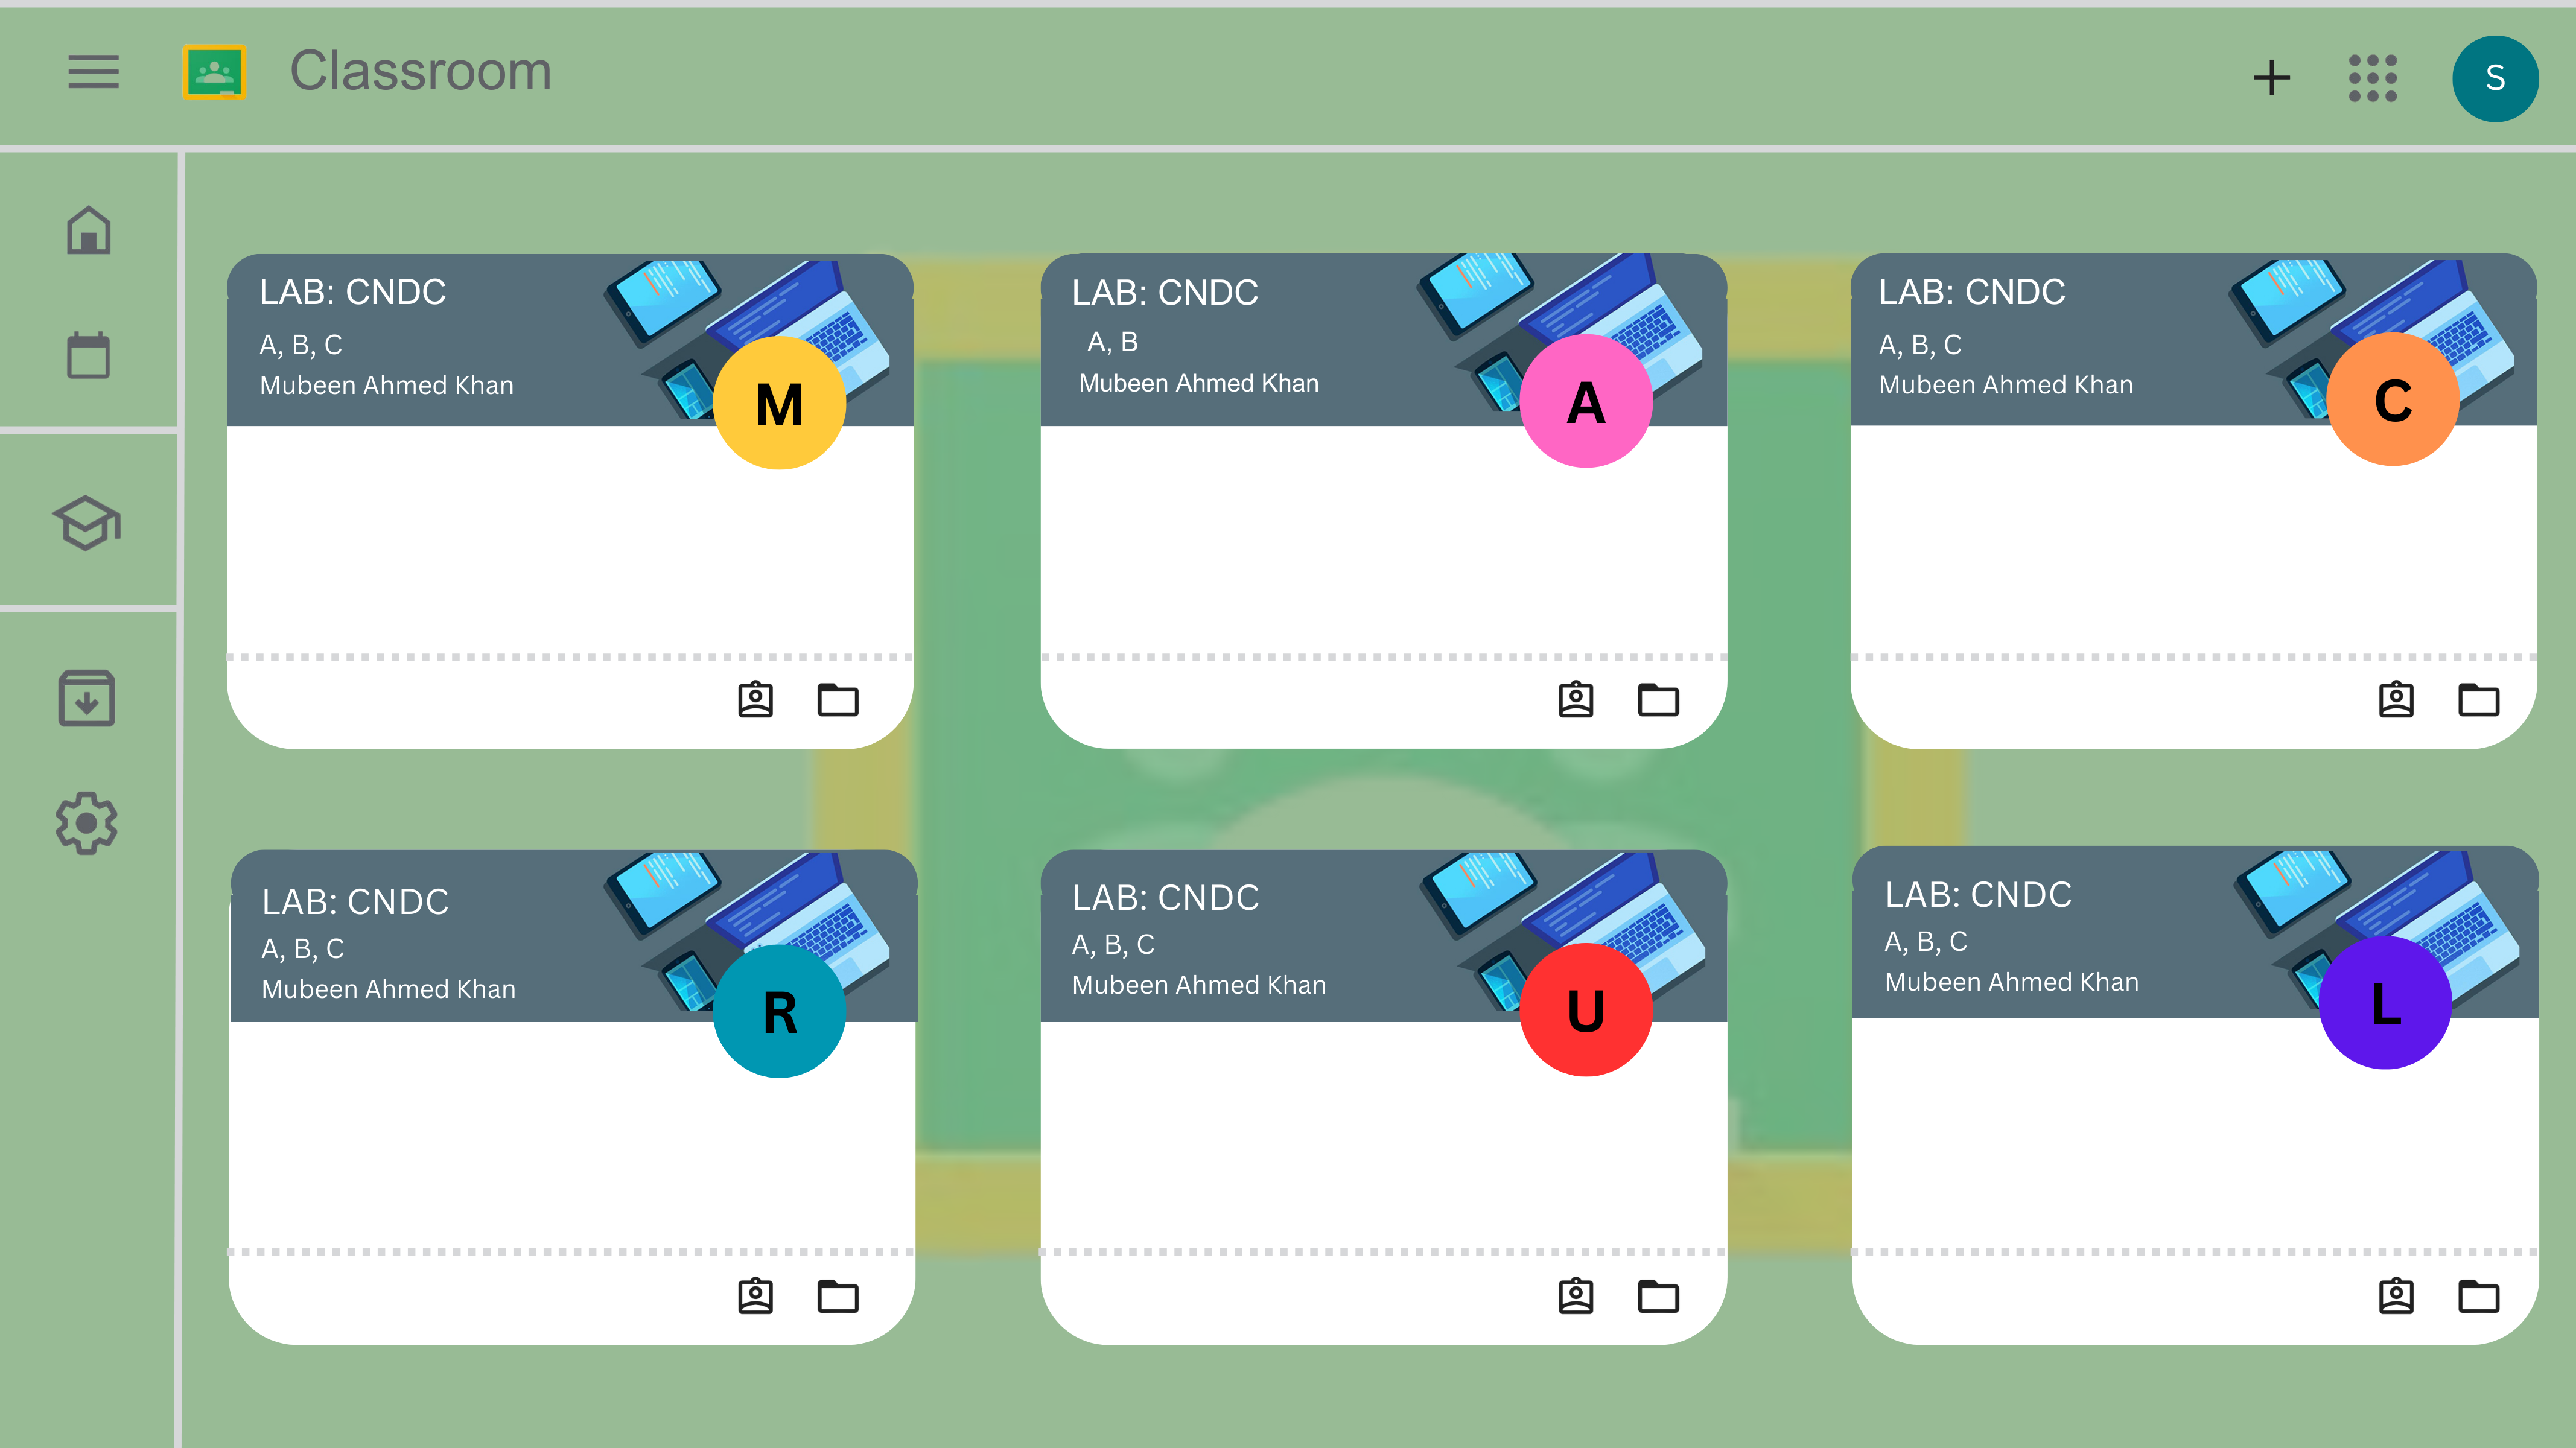 Classroom
S
LAB: CNDC
A, B, C
Mubeen Ahmed Khan
M
LAB: CNDC
A, B
Mubeen Ahmed Khan
A
LAB: CNDC
A, B, C
Mubeen Ahmed Khan
C
LAB: CNDC
A, B, C
Mubeen Ahmed Khan
R
LAB: CNDC
A, B, C
Mubeen Ahmed Khan
U
LAB: CNDC
A, B, C
Mubeen Ahmed Khan
L